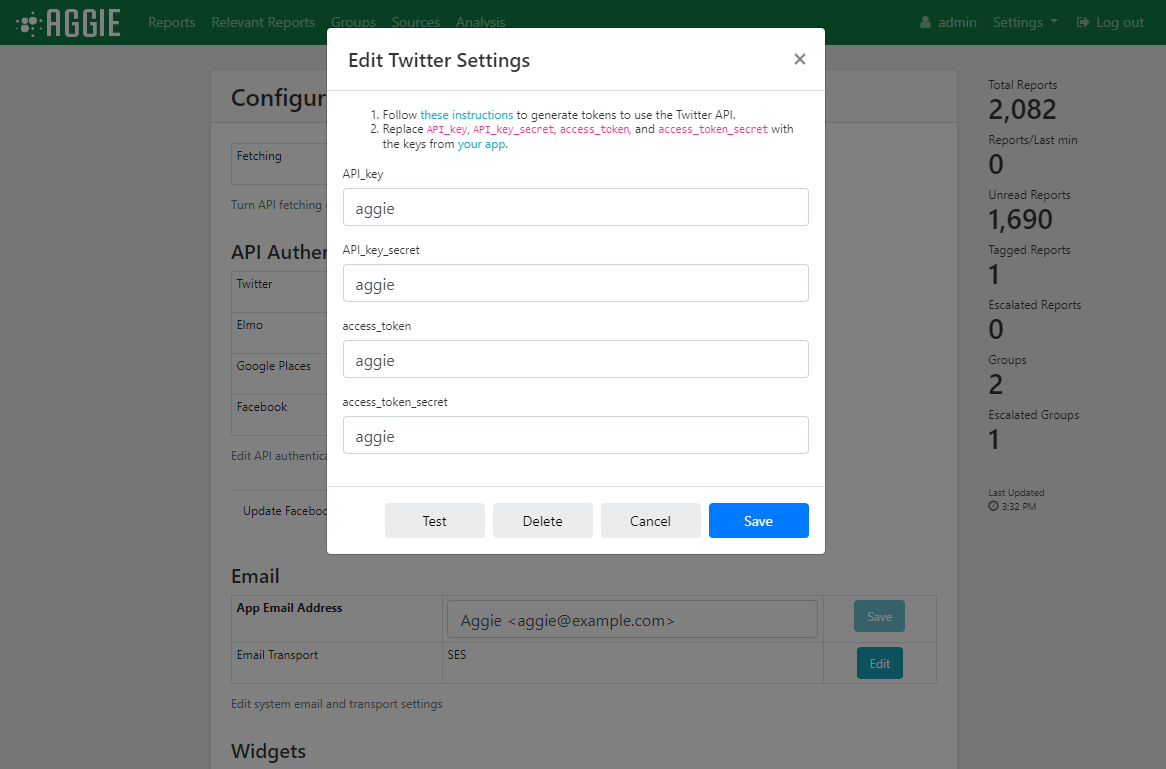 AGGIE
Reports Relevant Reports Groups Sources Analysis
admin Settings Log out
Edit Twitter Settings
×
1. Follow these instructions to generate tokens to use the Twitter API.
2. Replace API_key, API_key_secret, access_token, and access_token_secret with
the keys from your app.
API_key
aggie
API_key_secret
aggie
access_token
aggie
access_token_secret
aggie
Test Delete Cancel Save
Configur
Fetching
Turn API fetching
API Authen
Twitter
Elmo
Google Places
Facebook
Edit API authentica
Update Faceboo
Email
App Email Address Aggie <aggie@example.com> Save
Email Transport SES Edit
Edit system email and transport settings
Widgets
Total Reports
2,082
Reports/Last min
0
Unread Reports
1,690
Tagged Reports
1
Escalated Reports
0
Groups
2
Escalated Groups
1
Last Updated
3:32 PM